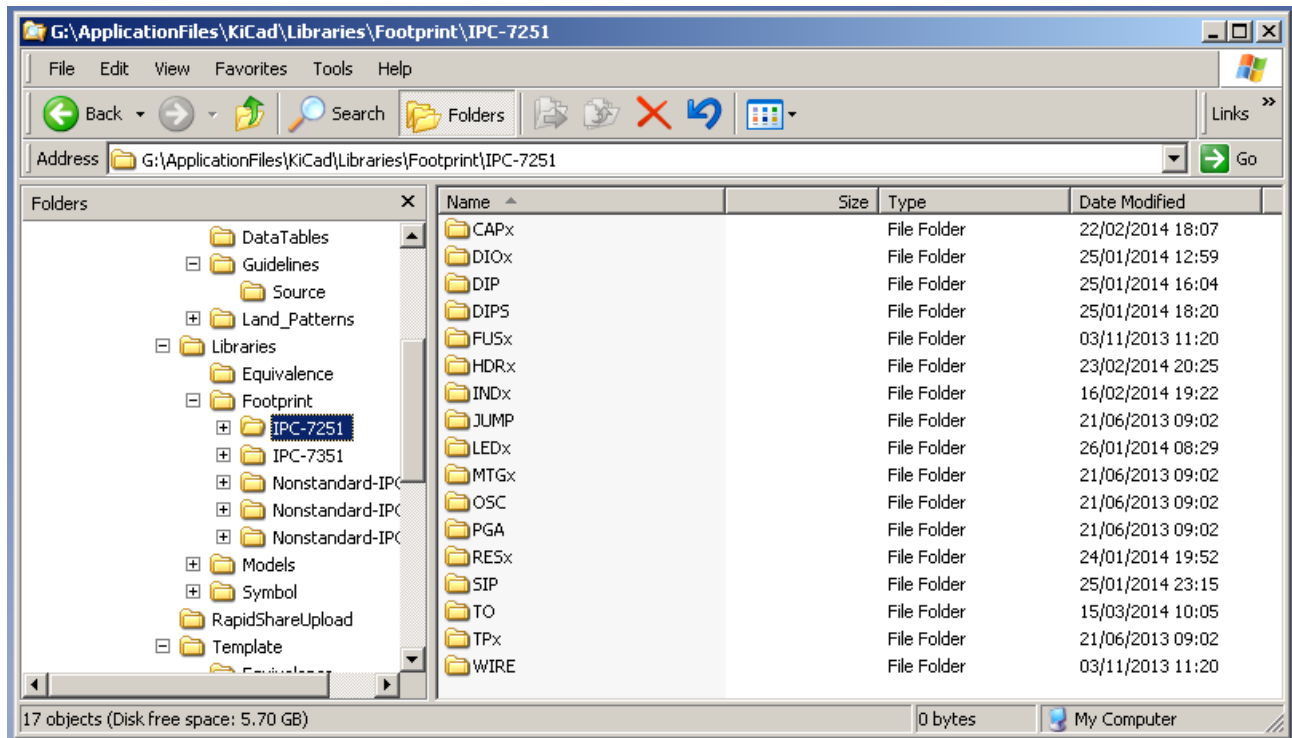 G:\ApplicationFiles\KiCad\Libraries\Footprint\IPC-7251
File Edit View Favorites Tools Help
Back Search Folders Links »
Address G:\ApplicationFiles\KiCad\Libraries\Footprint\IPC-7251 Go
Folders
DataTables
Guidelines
Source
Land_Patterns
Libraries
Equivalence
Footprint
IPC-7251
IPC-7351
Nonstandard-IPC
Nonstandard-IPC
Nonstandard-IPC
Models
Symbol
RapidShareUpload
Template
Name Size Type Date Modified
CAPx File Folder 22/02/2014 18:07
DIOx File Folder 25/01/2014 12:59
DIP File Folder 25/01/2014 16:04
DIPS File Folder 25/01/2014 18:20
FUSx File Folder 03/11/2013 11:20
HDRx File Folder 23/02/2014 20:25
INDx File Folder 16/02/2014 19:22
JUMP File Folder 21/06/2013 09:02
LEDx File Folder 26/01/2014 08:29
MTGx File Folder 21/06/2013 09:02
OSC File Folder 21/06/2013 09:02
PGA File Folder 21/06/2013 09:02
RESx File Folder 24/01/2014 19:52
SIP File Folder 25/01/2014 23:15
TO File Folder 15/03/2014 10:05
TPx File Folder 21/06/2013 09:02
WIRE File Folder 03/11/2013 11:20
17 objects (Disk free space: 5.70 GB) 0 bytes My Computer